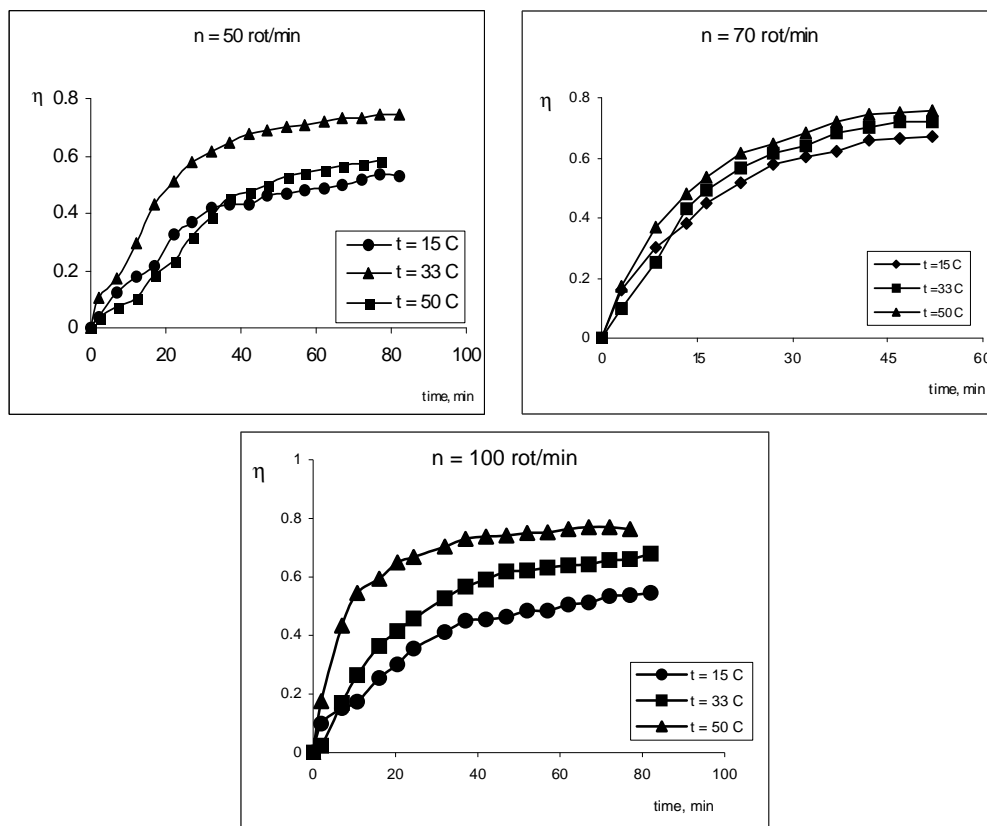 n = 50 rot/min
η
0.8
0.6
0.4
0.2
0
0 20 40 60 80 100
time, min
t = 15 C
t = 33 C
t = 50 C
n = 70 rot/min
η
0.8
0.6
0.4
0.2
0
0 15 30 45 60
time, min
t =15 C
t =33 C
t =50 C
n = 100 rot/min
η
1
0.8
0.6
0.4
0.2
0
0 20 40 60 80 100
time, min
t = 15 C
t = 33 C
t = 50 C